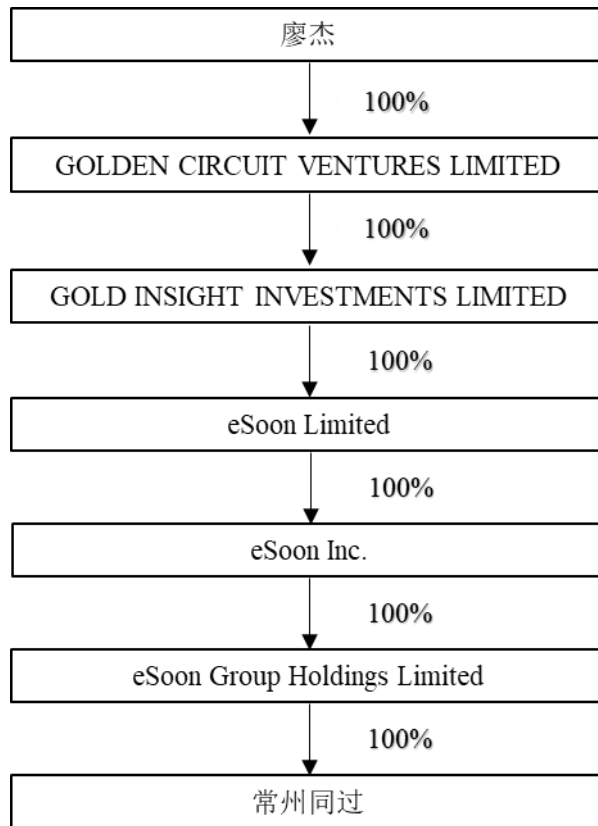 廖杰
100%
GOLDEN CIRCUIT VENTURES LIMITED
100%
GOLD INSIGHT INVESTMENTS LIMITED
100%
eSoon Limited
100%
eSoon Inc.
100%
eSoon Group Holdings Limited
100%
常州同过